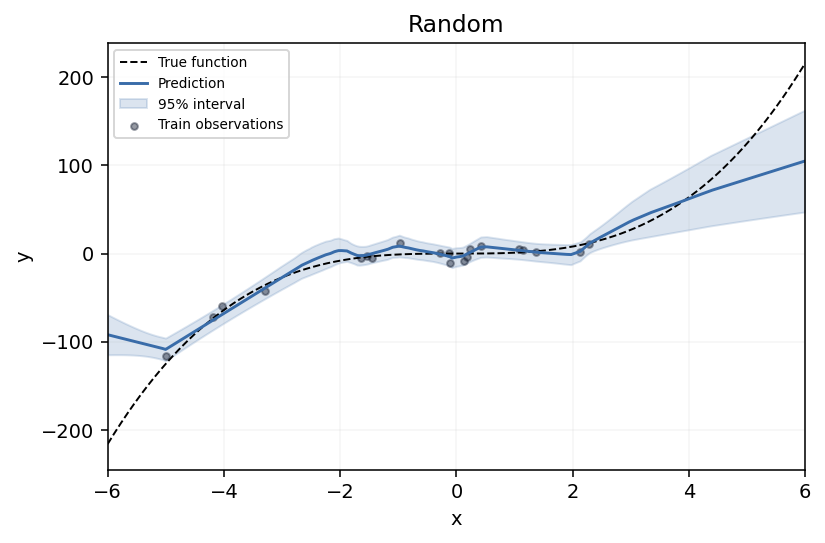 Random
True function
Prediction
95% interval
Train observations
200
100
0
−100
−200
y
−6
−4
−2
0
2
4
6
x